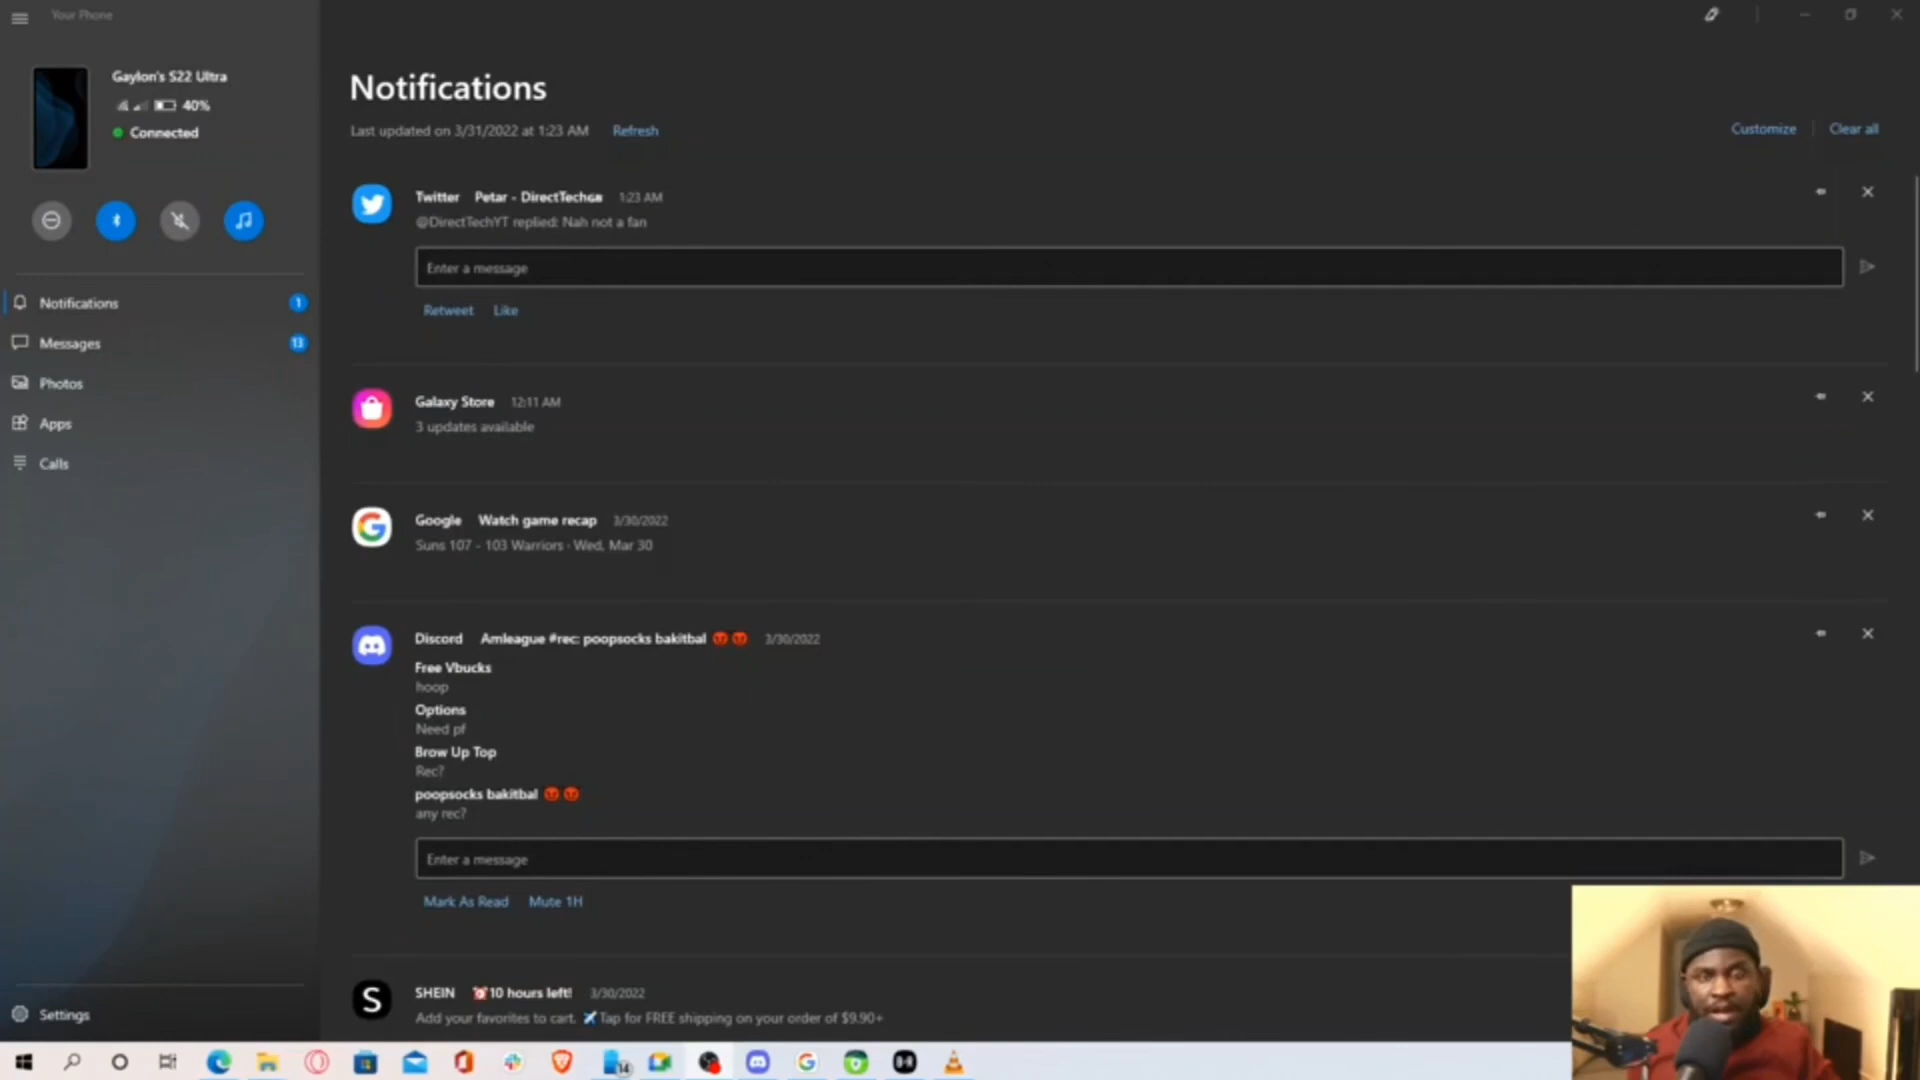 Your Phone
Gaylon's S22 Ultra
40%
Connected
Notifications 1
Messages 13
Photos
Apps
Calls
Settings
Notifications
Last updated on 3/31/2022 at 1:23 AM Refresh
Customize Clear all
Twitter Petar - DirectTech 1:23 AM
@DirectTechYT replied: Nah not a fan
Enter a message
Retweet Like
Galaxy Store 12:11 AM
3 updates available
Google Watch game recap 3/30/2022
Suns 107 - 103 Warriors · Wed, Mar 30
Discord Amleague #rec: poopsocks bakitbal 😡😡 3/30/2022
Free Vbucks
hoop
Options
Need pf
Brow Up Top
Rec?
poopsocks bakitbal 😡😡
any rec?
Enter a message
Mark As Read Mute 1H
S
SHEIN ⏰10 hours left! 3/30/2022
Add your favorites to cart. ✈️Tap for FREE shipping on your order of $9.90+
14